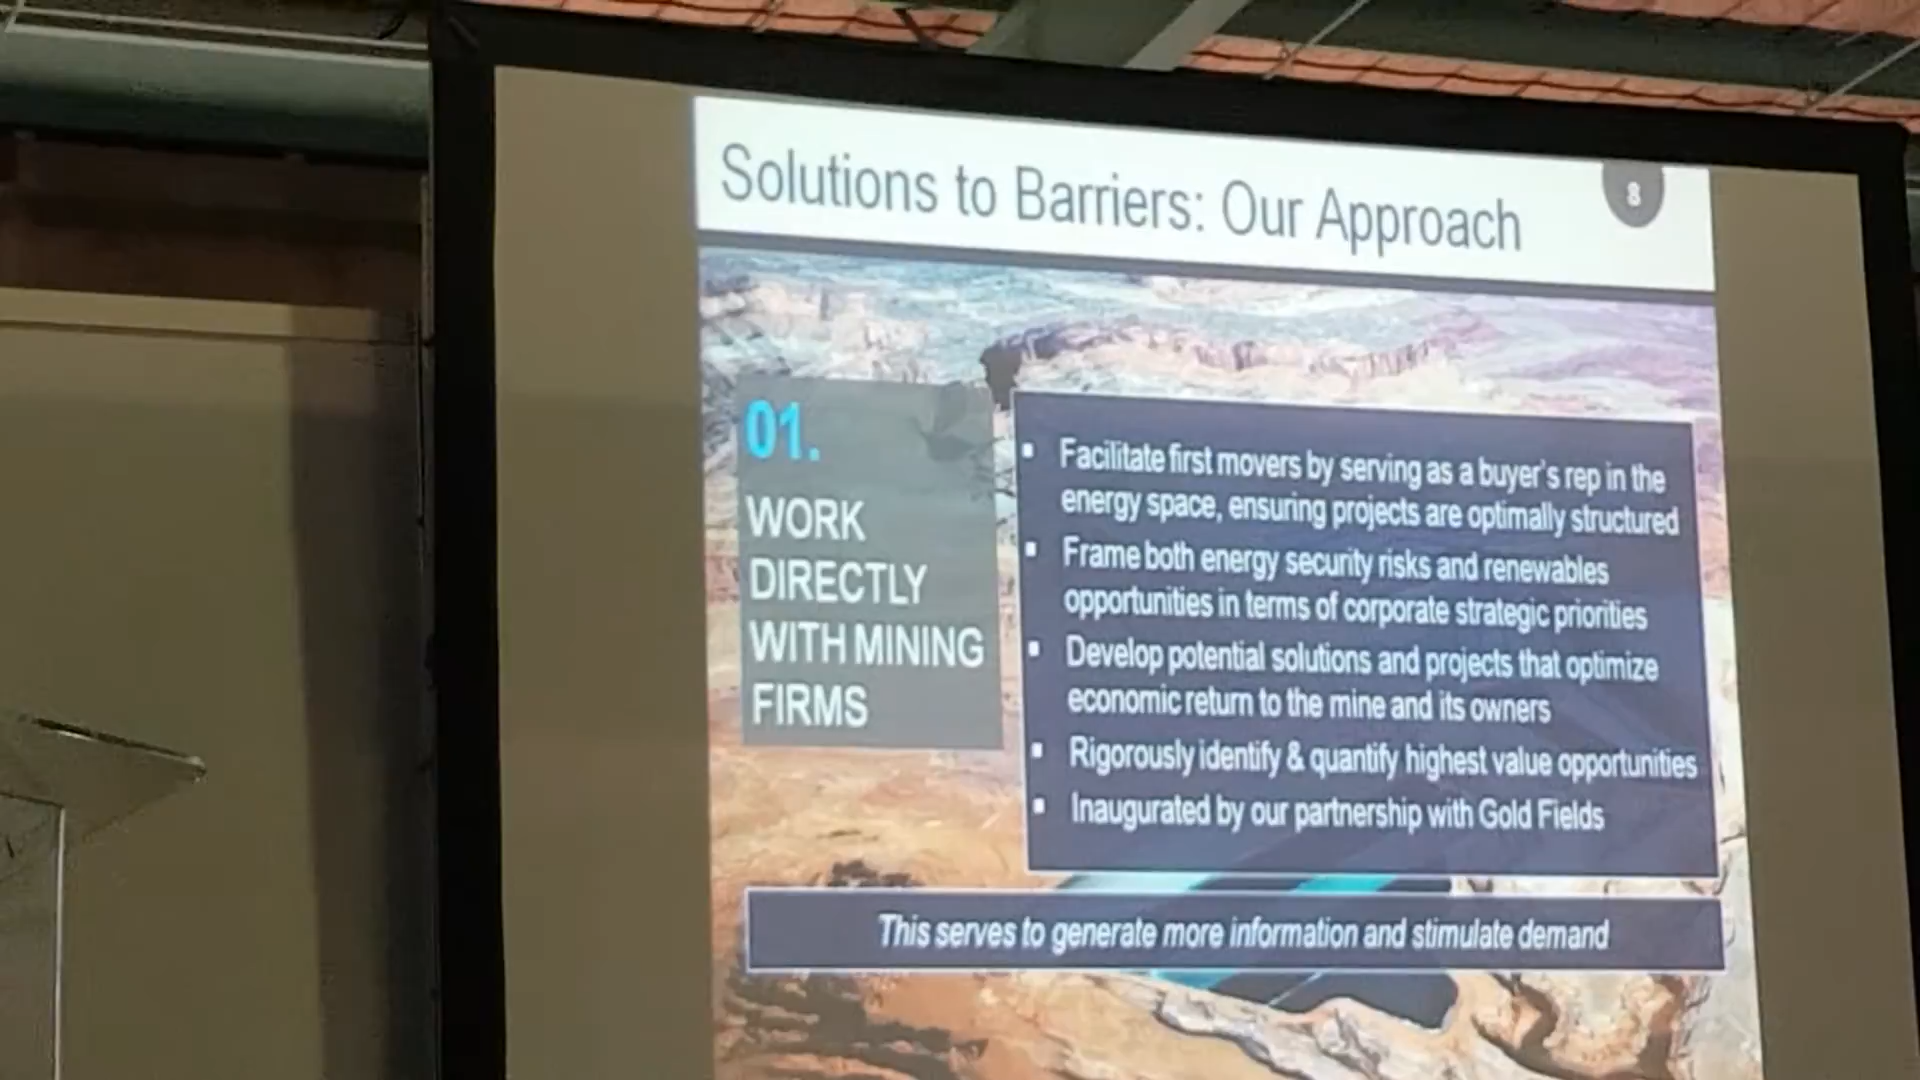 Solutions to Barriers: Our Approach
8
01.
WORK
DIRECTLY
WITH MINING
FIRMS
▪ Facilitate first movers by serving as a buyer's rep in the
energy space, ensuring projects are optimally structured
▪ Frame both energy security risks and renewables
opportunities in terms of corporate strategic priorities
▪ Develop potential solutions and projects that optimize
economic return to the mine and its owners
▪ Rigorously identify & quantify highest value opportunities
▪ Inaugurated by our partnership with Gold Fields
This serves to generate more information and stimulate demand